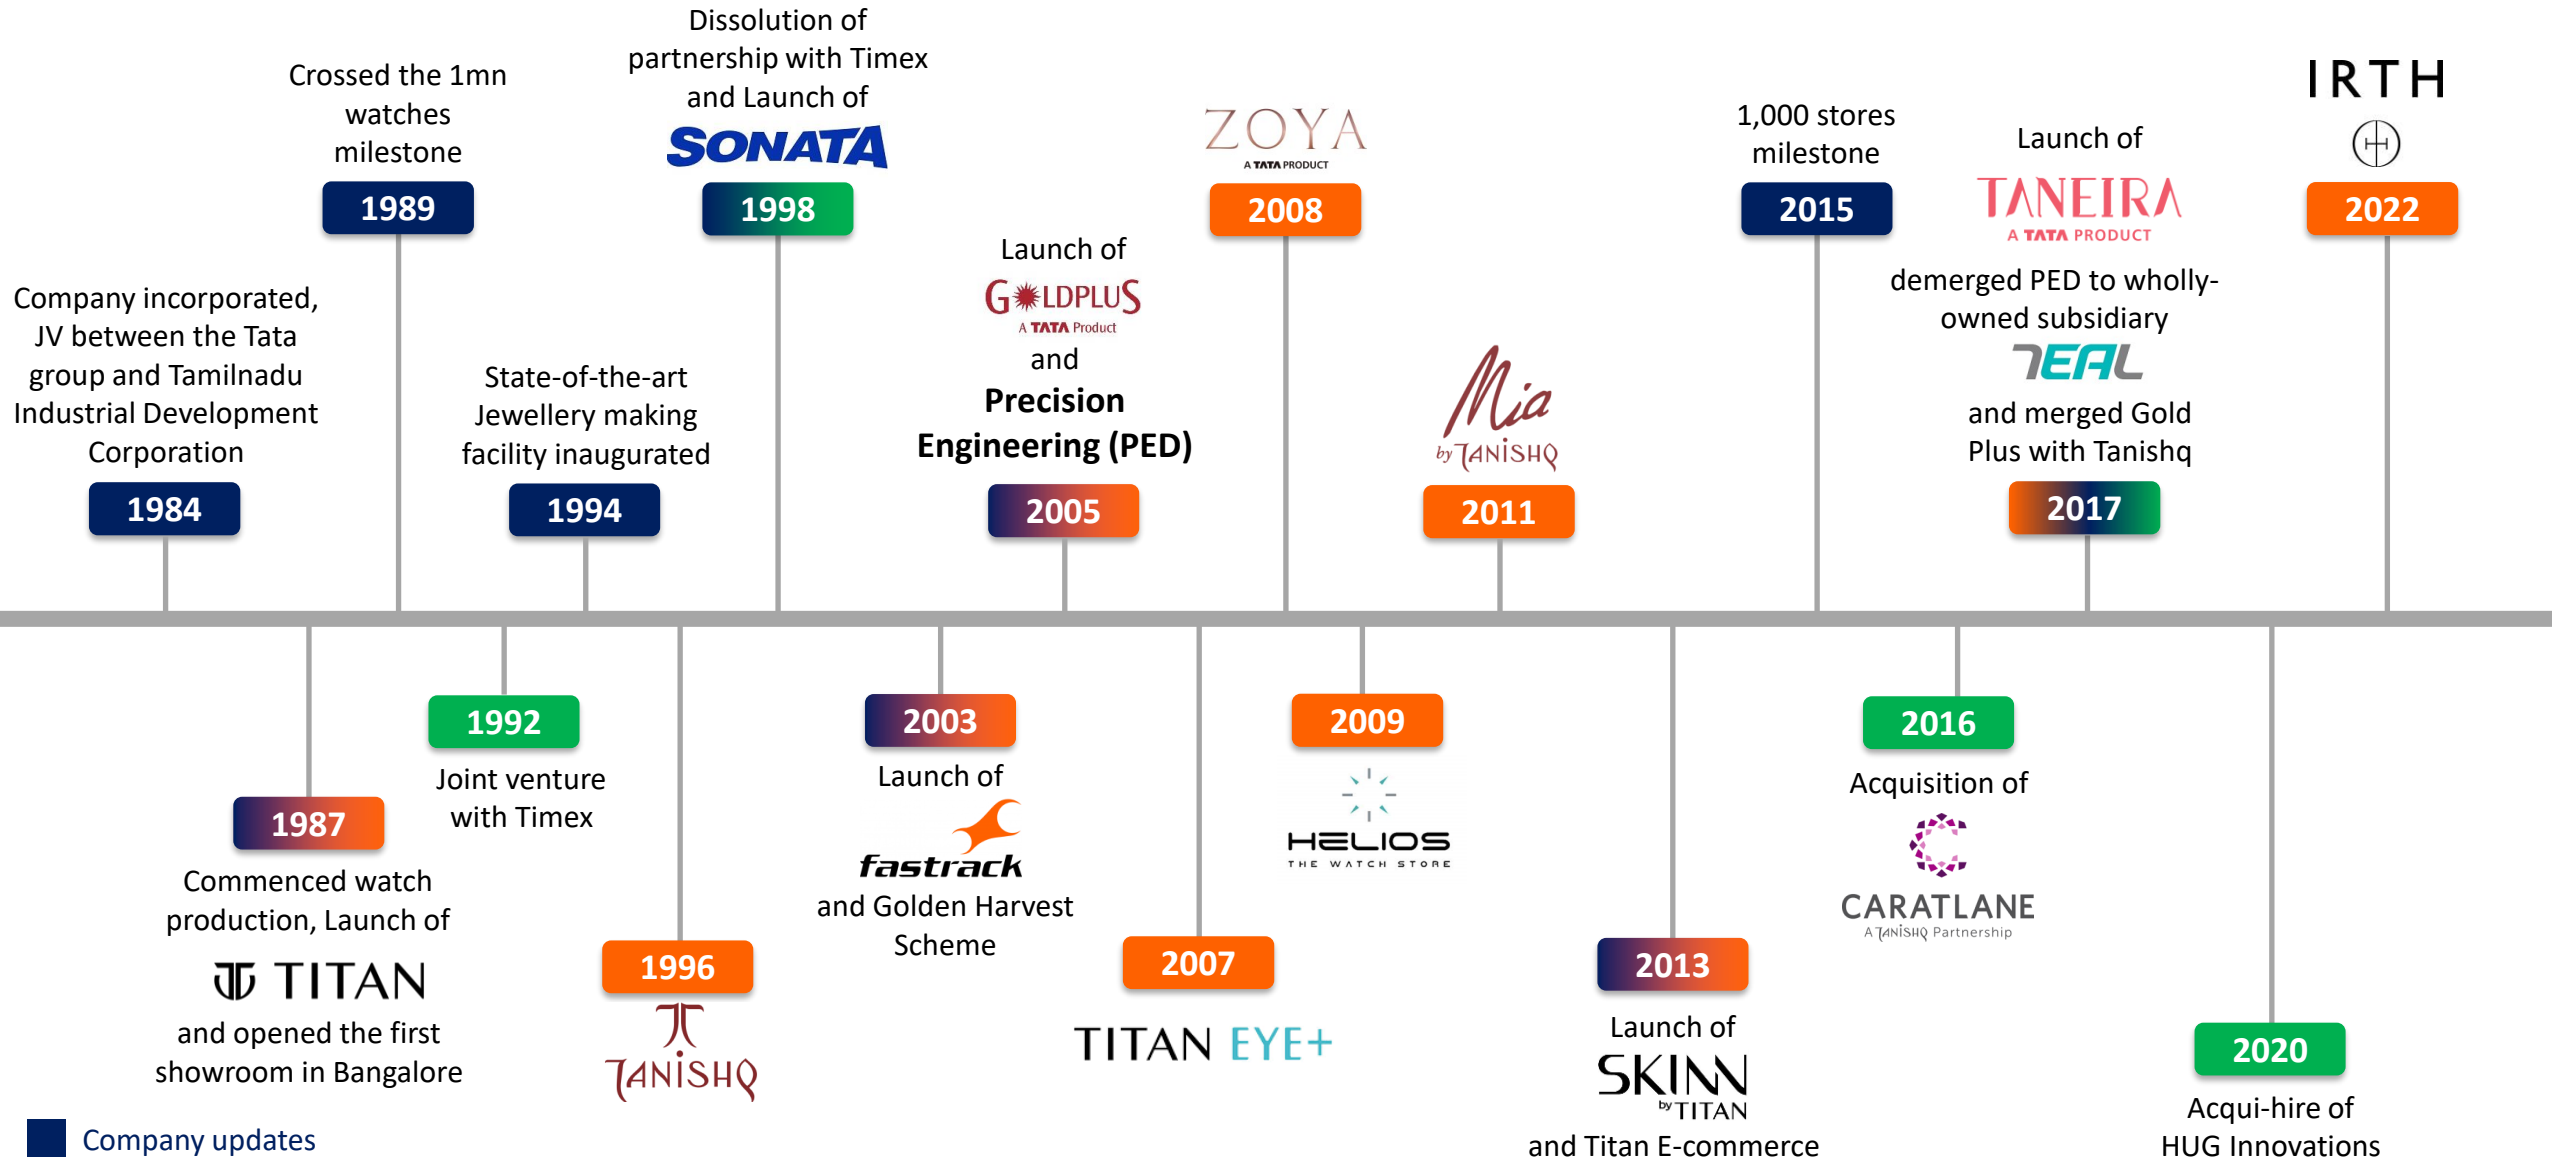 Company incorporated,
JV between the Tata
group and Tamilnadu
Industrial Development
Corporation
1984
Commenced watch
production, Launch of
TITAN
and opened the first
showroom in Bangalore
1987
Crossed the 1mn
watches
milestone
1989
1992
Joint venture
with Timex
State-of-the-art
Jewellery making
facility inaugurated
1994
1996
TANISHQ
Dissolution of
partnership with Timex
and Launch of
SONATA
1998
2003
Launch of
fastrack
and Golden Harvest
Scheme
Launch of
GOLDPLUS
A TATA Product
and
Precision
Engineering (PED)
2005
2007
TITAN EYE+
ZOYA
A TATA PRODUCT
2008
2009
HELIOS
THE WATCH STORE
Mia
by TANISHQ
2011
2013
Launch of
SKINN
by TITAN
and Titan E-commerce
1,000 stores
milestone
2015
2016
Acquisition of
CARATLANE
A TANISHQ Partnership
Launch of
TANEIRA
A TATA PRODUCT
demerged PED to wholly-
owned subsidiary
TEAL
and merged Gold
Plus with Tanishq
2017
2020
Acqui-hire of
HUG Innovations
IRTH
2022
Company updates